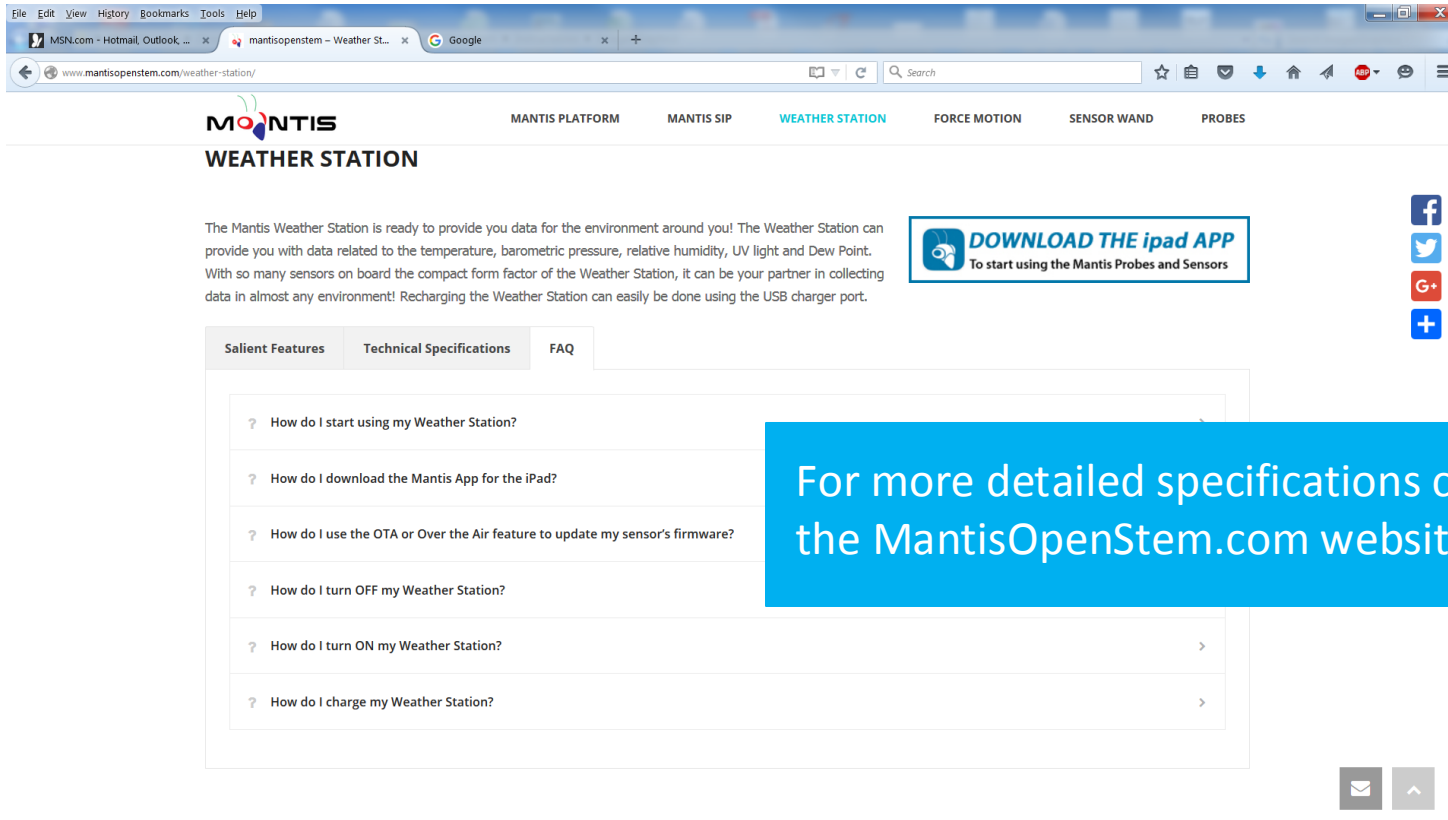 File Edit View History Bookmarks Tools Help
MSN.com - Hotmail, Outlook, ...
mantisopenstem – Weather St...
Google
www.mantisopenstem.com/weather-station/
Search
ABP
MANTIS
MANTIS PLATFORM
MANTIS SIP
WEATHER STATION
FORCE MOTION
SENSOR WAND
PROBES
WEATHER STATION
The Mantis Weather Station is ready to provide you data for the environment around you! The Weather Station can
provide you with data related to the temperature, barometric pressure, relative humidity, UV light and Dew Point.
With so many sensors on board the compact form factor of the Weather Station, it can be your partner in collecting
data in almost any environment! Recharging the Weather Station can easily be done using the USB charger port.
DOWNLOAD THE ipad APP
To start using the Mantis Probes and Sensors
G+
Salient Features
Technical Specifications
FAQ
? How do I start using my Weather Station?
? How do I download the Mantis App for the iPad?
? How do I use the OTA or Over the Air feature to update my sensor's firmware?
? How do I turn OFF my Weather Station?
? How do I turn ON my Weather Station?
? How do I charge my Weather Station?
For more detailed specifications
the MantisOpenStem.com